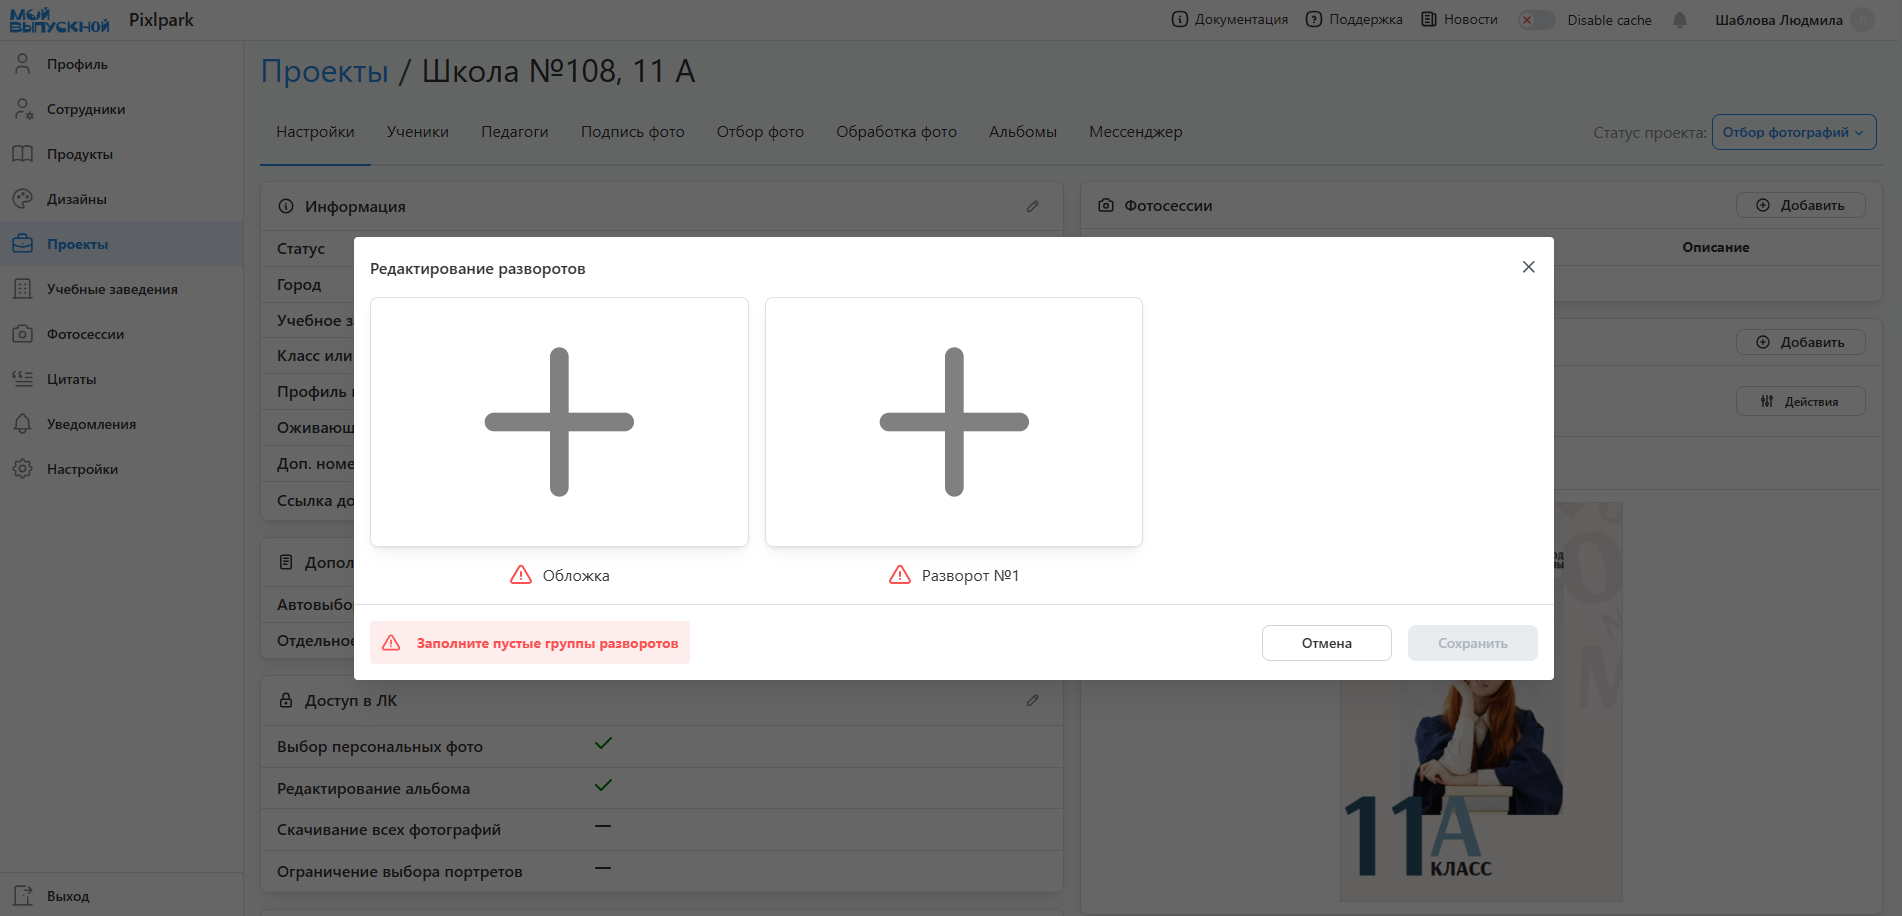 МОЙ ВЫПУСКНОЙ
Pixlpark
Документация
Поддержка
Новости
Disable cache
Шаблова Людмила
Профиль
Сотрудники
Продукты
Дизайны
Проекты
Учебные заведения
Фотосессии
Цитаты
Уведомления
Настройки
Выход
Проекты / Школа №108, 11 А
Настройки
Ученики
Педагоги
Подпись фото
Отбор фото
Обработка фото
Альбомы
Мессенджер
Статус проекта:
Отбор фотографий
Информация
Статус
Город
Учебное з
Класс или
Профиль
Оживающ
Доп. номе
Ссылка до
Допол
Автовыбо
Отдельное
Доступ в ЛК
Выбор персональных фото
Редактирование альбома
Скачивание всех фотографий
Ограничение выбора портретов
Фотосессии
Добавить
Описание
Добавить
Действия
11А
КЛАСС
Редактирование разворотов
Обложка
Разворот №1
Заполните пустые группы разворотов
Отмена
Сохранить